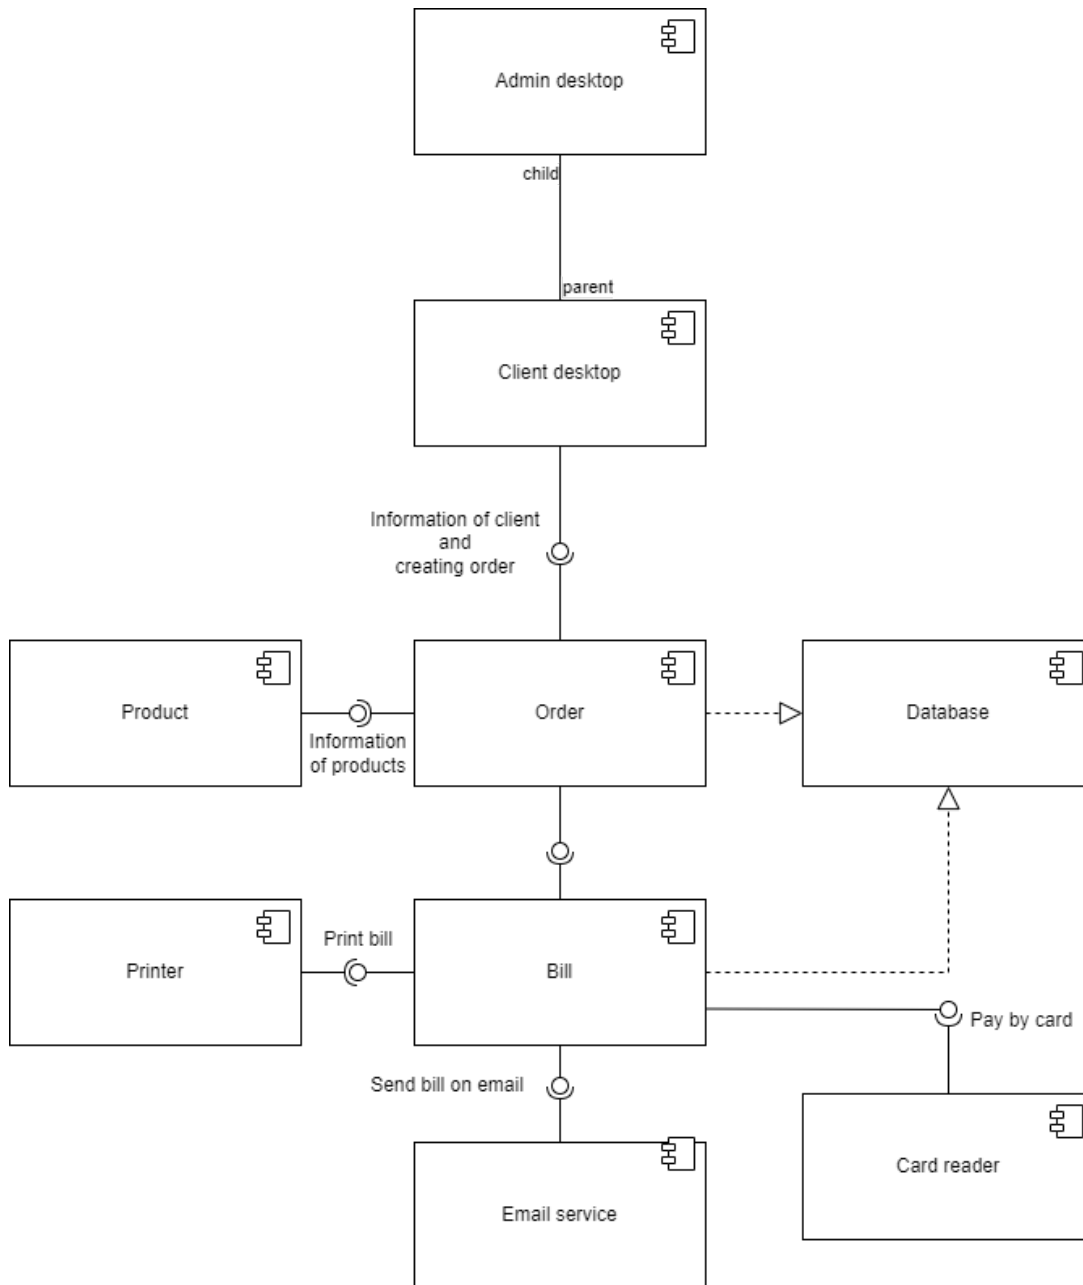 Admin desktop
child
parent
Client desktop
Information of client
and
creating order
Product
Information
of products
Order
Database
Printer
Print bill
Bill
Pay by card
Send bill on email
Card reader
Email service